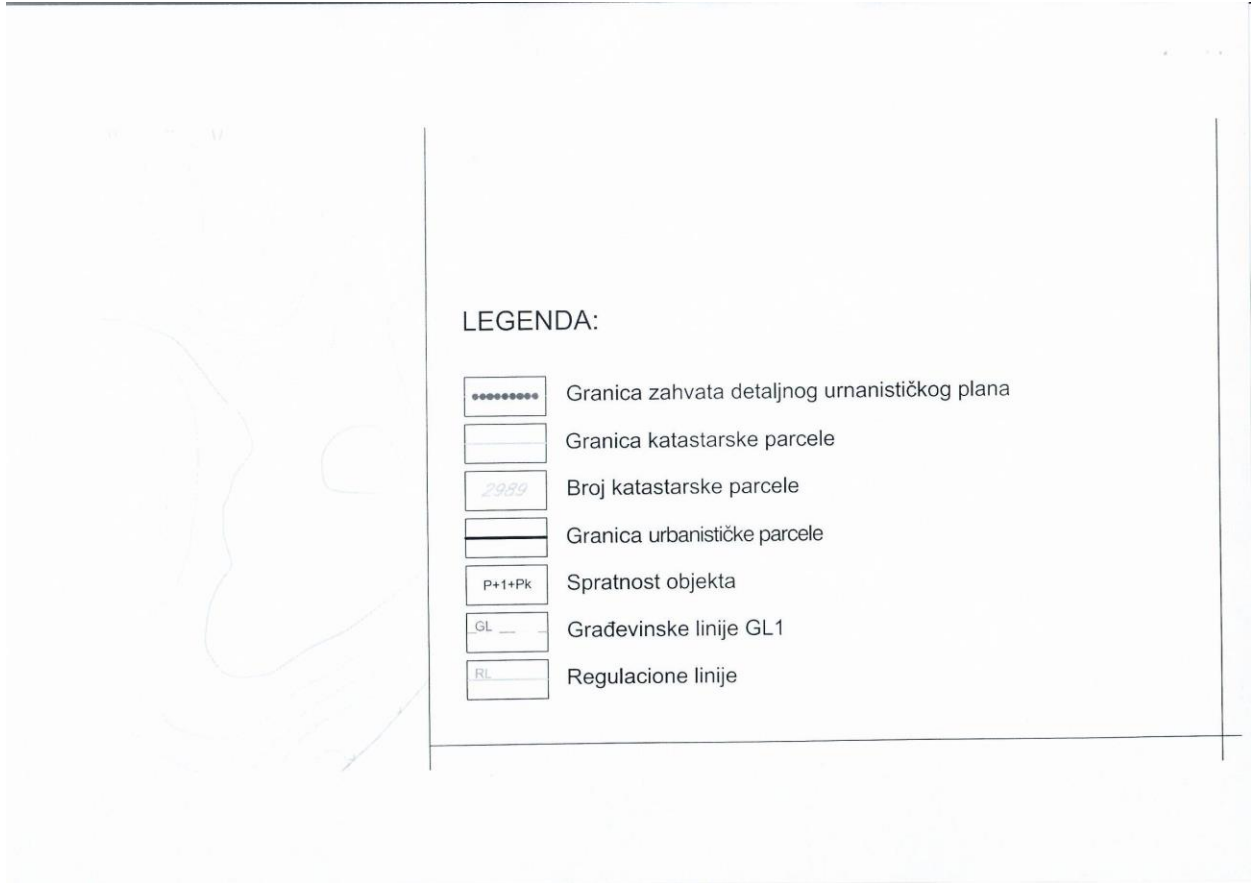 LEGENDA:
Granica zahvata detaljnog urnanističkog plana
Granica katastarske parcele
2989 Broj katastarske parcele
Granica urbanističke parcele
P+1+Pk Spratnost objekta
GL Građevinske linije GL1
RL Regulacione linije